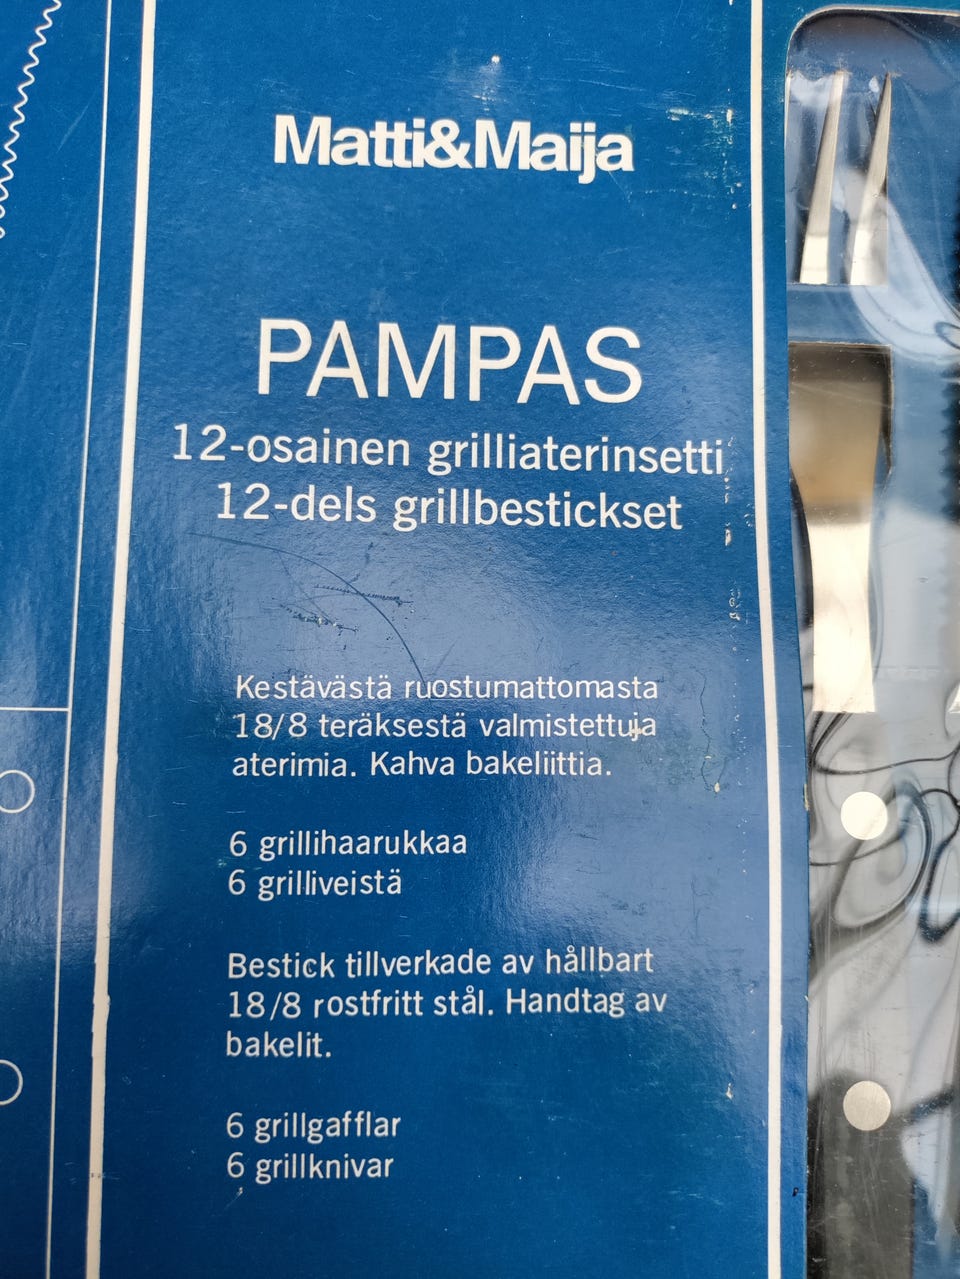 Matti&Maija
PAMPAS
12-osainen grilliaterinsetti
12-dels grillbestickset
Kestävästä ruostumattomasta
18/8 teräksestä valmistettuja
aterimia. Kahva bakeliittia.
6 grillihaarukkaa
6 grilliveistä
Bestick tillverkade av hållbart
18/8 rostfritt stål. Handtag av
bakelit.
6 grillgafflar
6 grillknivar